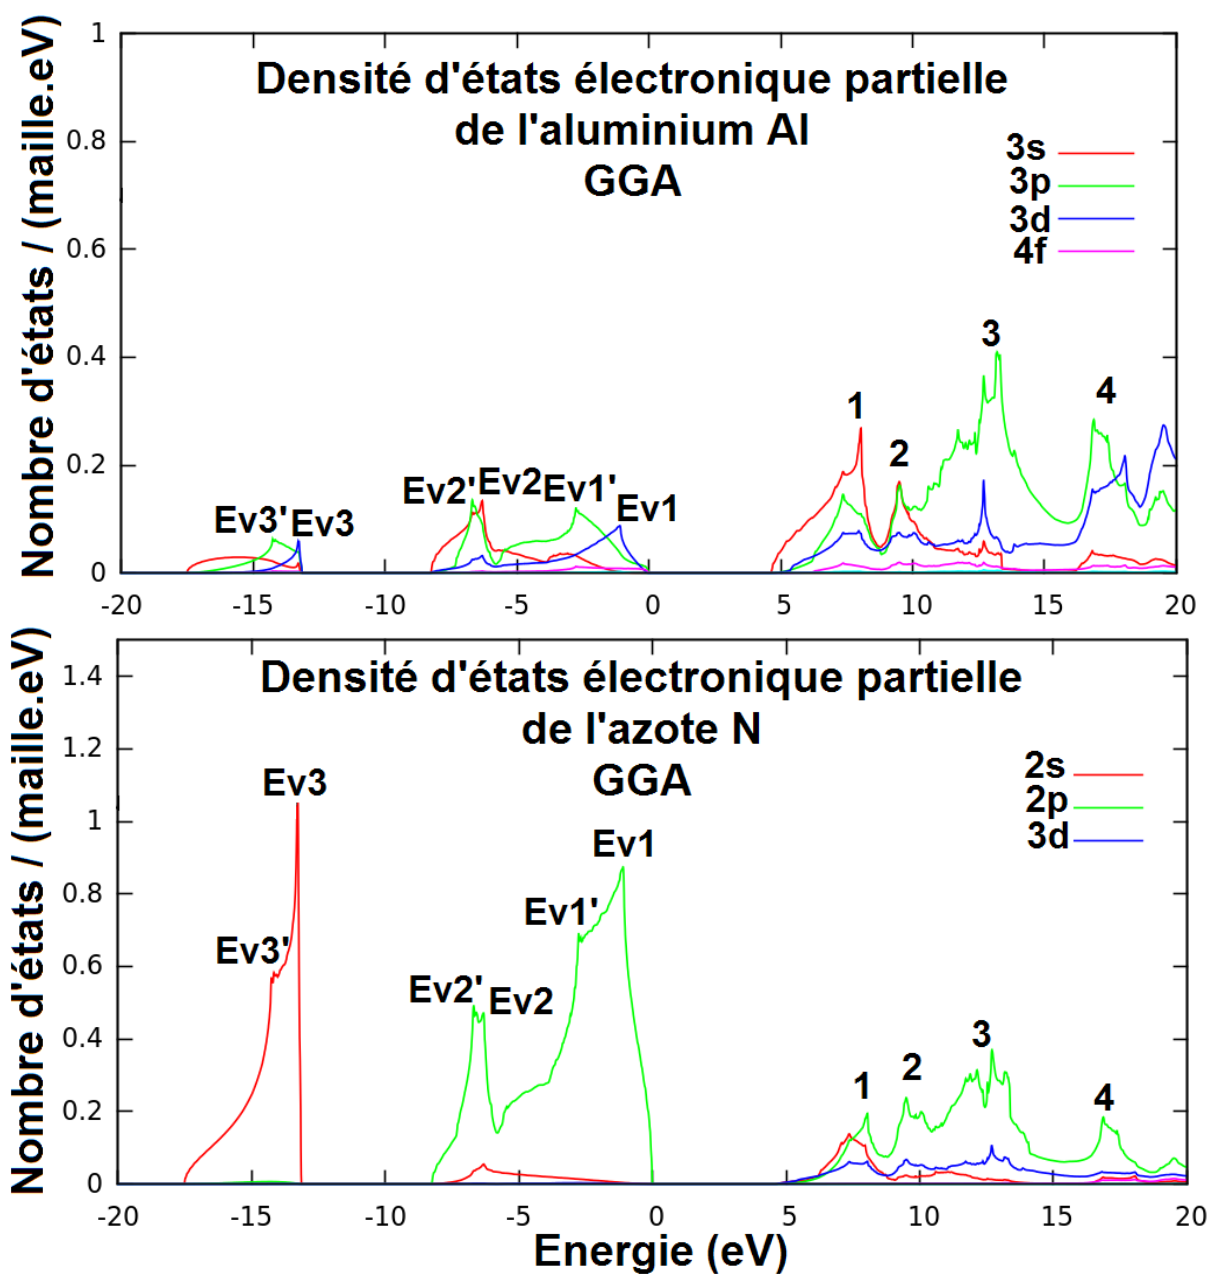 Nombre d'états / (maille.eV)
Densité d'états électronique partielle
de l'aluminium Al
GGA
1
0.8
0.6
0.4
0.2
0
3s
3p
3d
4f
Ev3'
Ev3
Ev2'
Ev2
Ev1'
Ev1
1
2
3
4
-20
-15
-10
-5
0
5
10
15
20
Nombre d'états / (maille.eV)
Densité d'états électronique partielle
de l'azote N
GGA
1.4
1.2
1
0.8
0.6
0.4
0.2
0
2s
2p
3d
Ev3
Ev3'
Ev2'
Ev2
Ev1'
Ev1
1
2
3
4
-20
-15
-10
-5
0
5
10
15
20
Energie (eV)